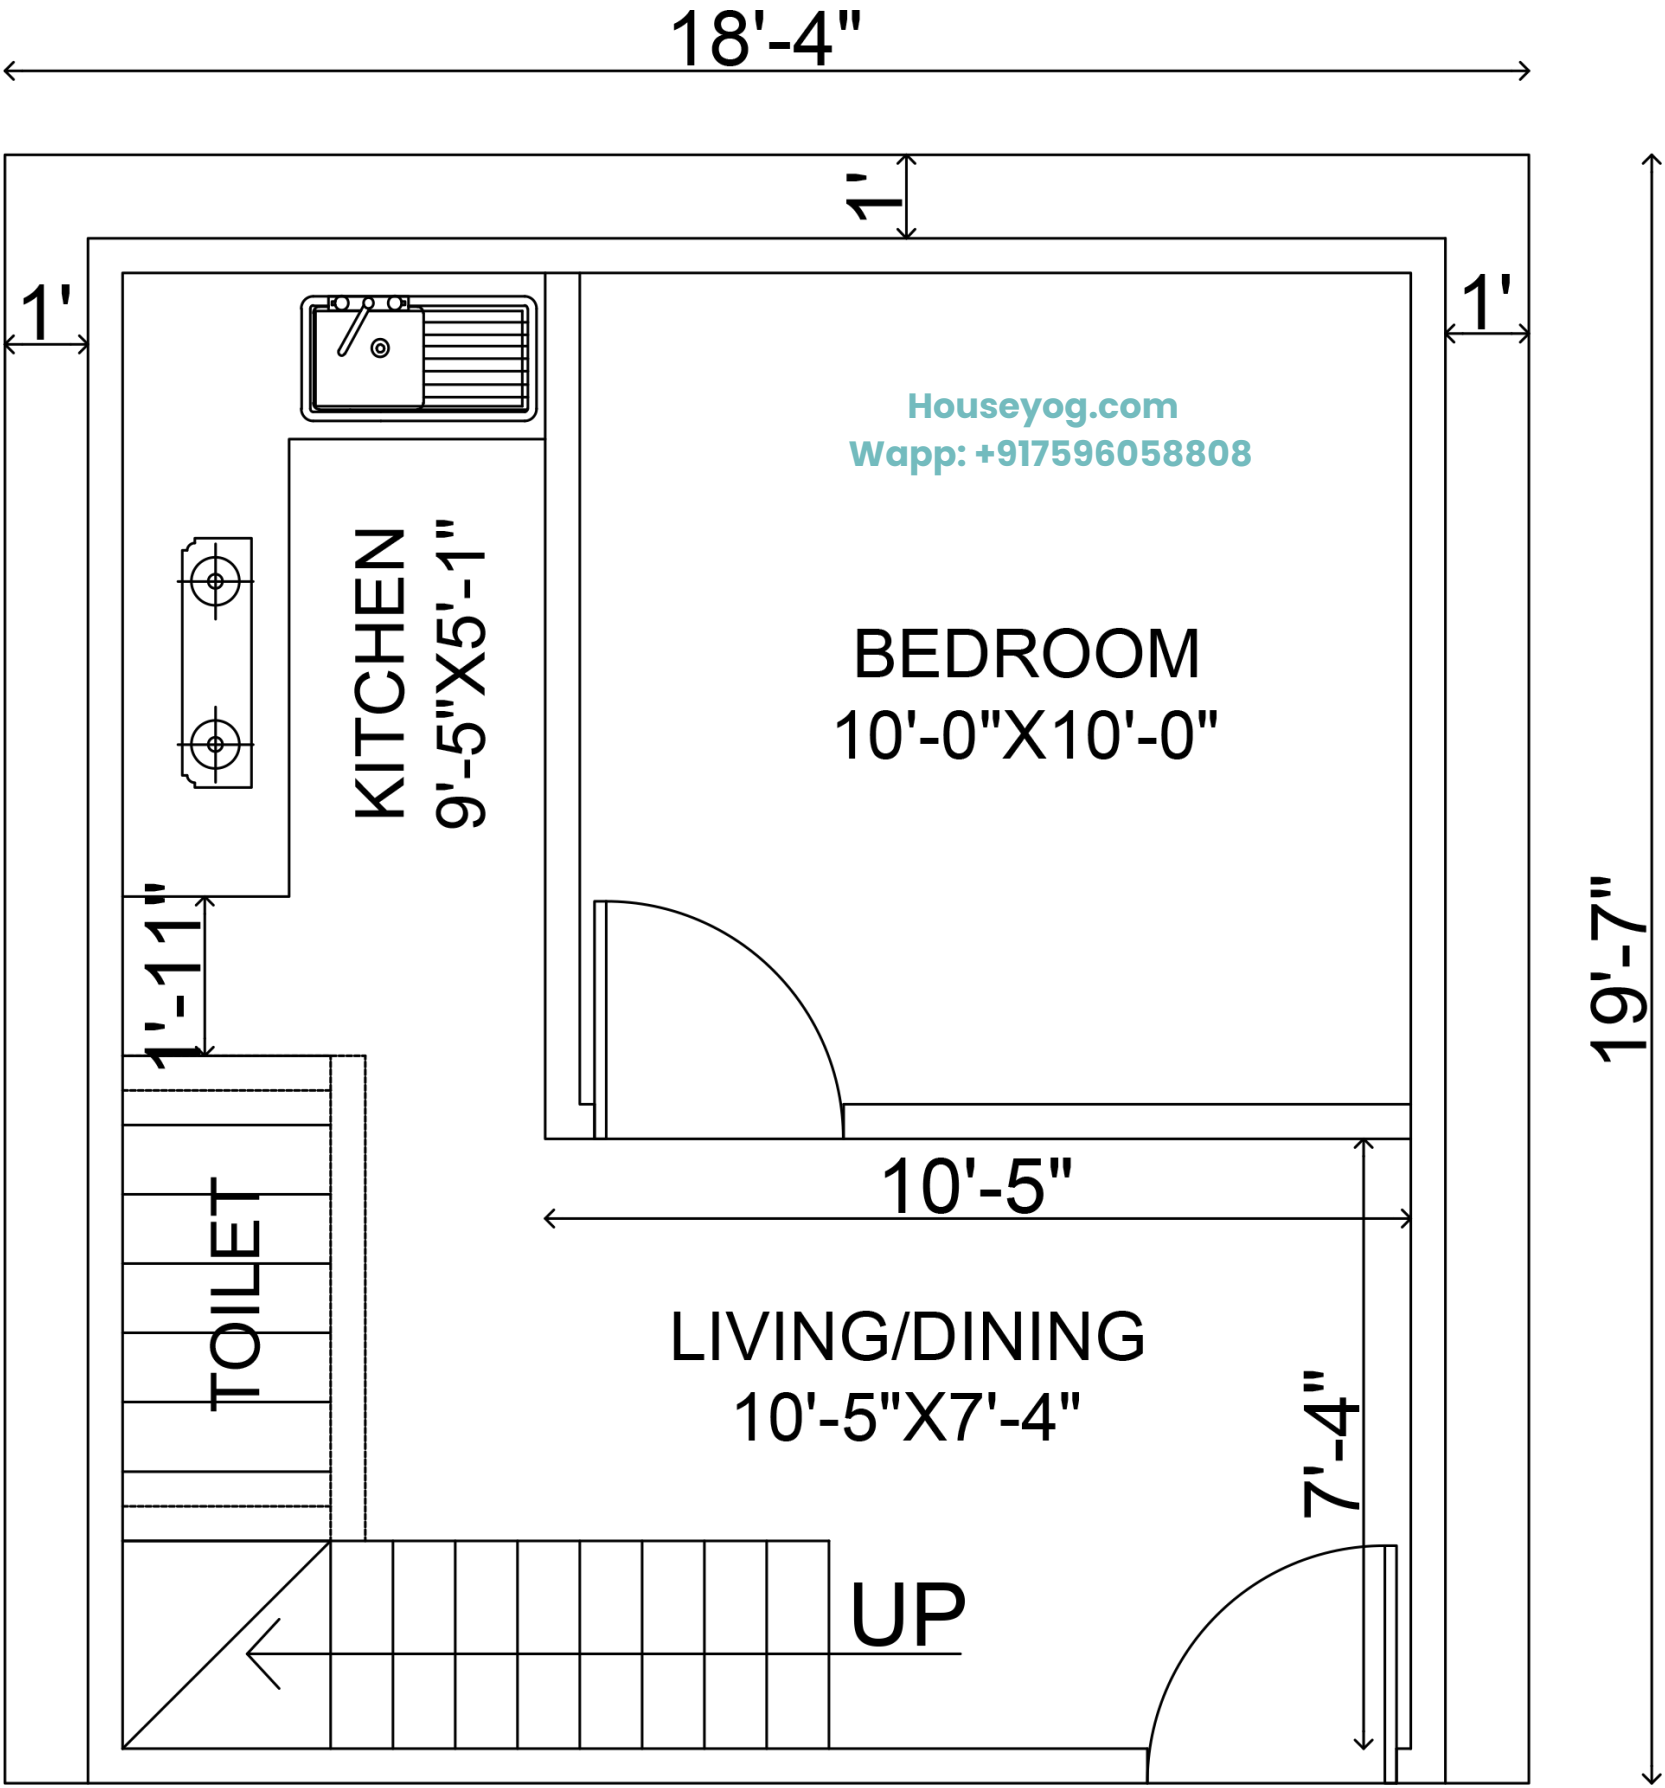 18'-4"
1'
1'
1'
Houseyog.com
Wapp: +917596058808
KITCHEN
9'-5"X5'-1"
BEDROOM
10'-0"X10'-0"
1'-11"
19'-7"
10'-5"
TOILET
LIVING/DINING
10'-5"X7'-4"
7'-4"
UP